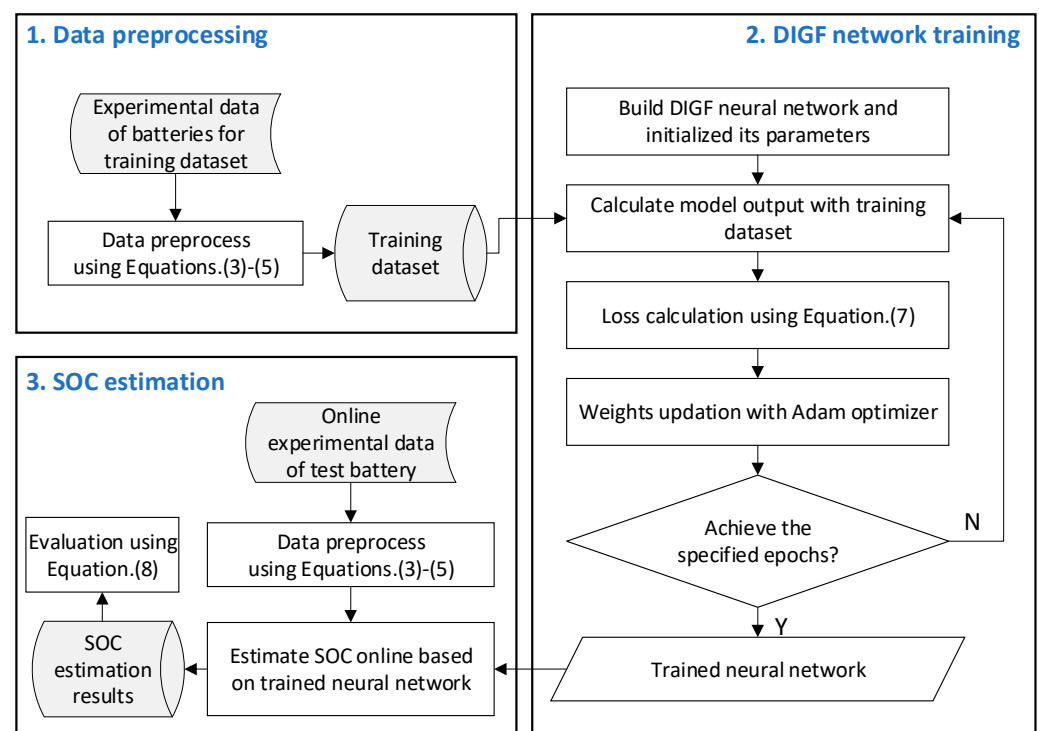 1. Data preprocessing
Experimental data
of batteries for
training dataset
Data preprocess
using Equations.(3)-(5)
Training
dataset
2. DIGF network training
Build DIGF neural network and
initialized its parameters
Calculate model output with training
dataset
Loss calculation using Equation.(7)
Weights updation with Adam optimizer
Achieve the
specified epochs?
N
Y
Trained neural network
3. SOC estimation
Online
experimental data
of test battery
Data preprocess
using Equations.(3)-(5)
Estimate SOC online based
on trained neural network
SOC
estimation
results
Evaluation using
Equation.(8)